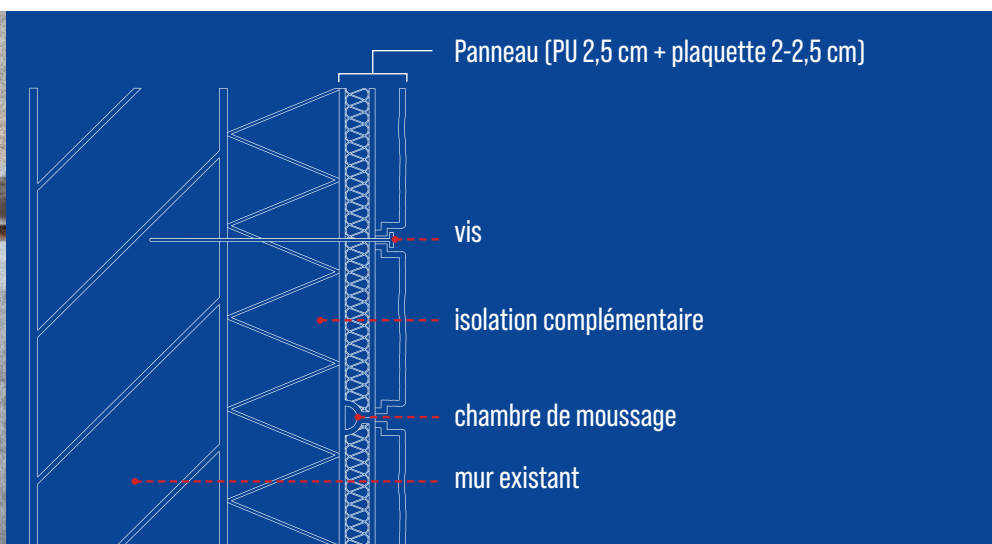 Panneau (PU 2,5 cm + plaquette 2-2,5 cm)
vis
isolation complémentaire
chambre de moussage
mur existant